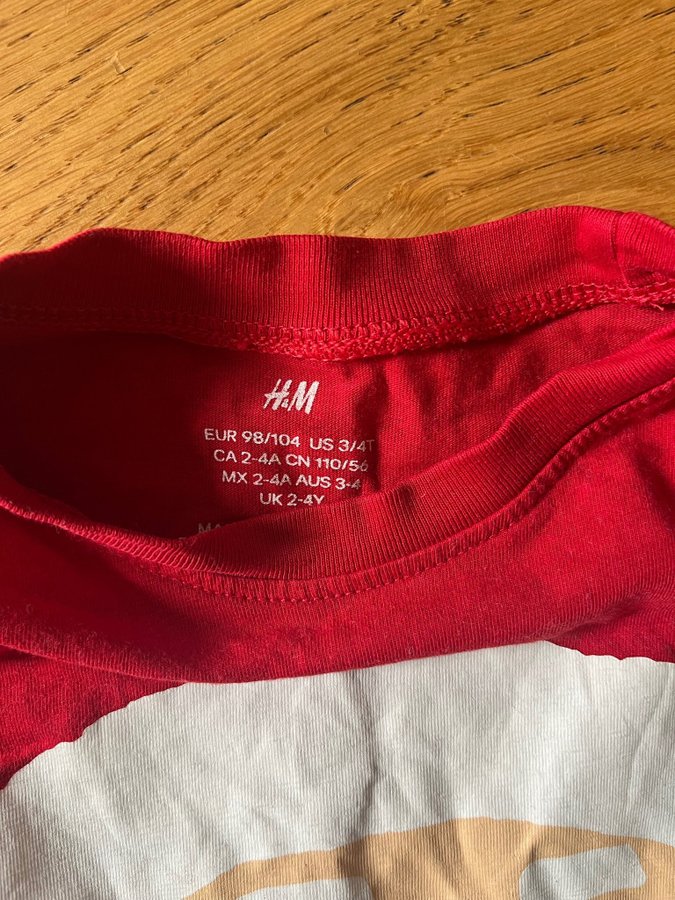 H&M
EUR 98/104 US 3/4T
CA 2-4A CN 110/56
MX 2-4A AUS 3-4
UK 2-4Y